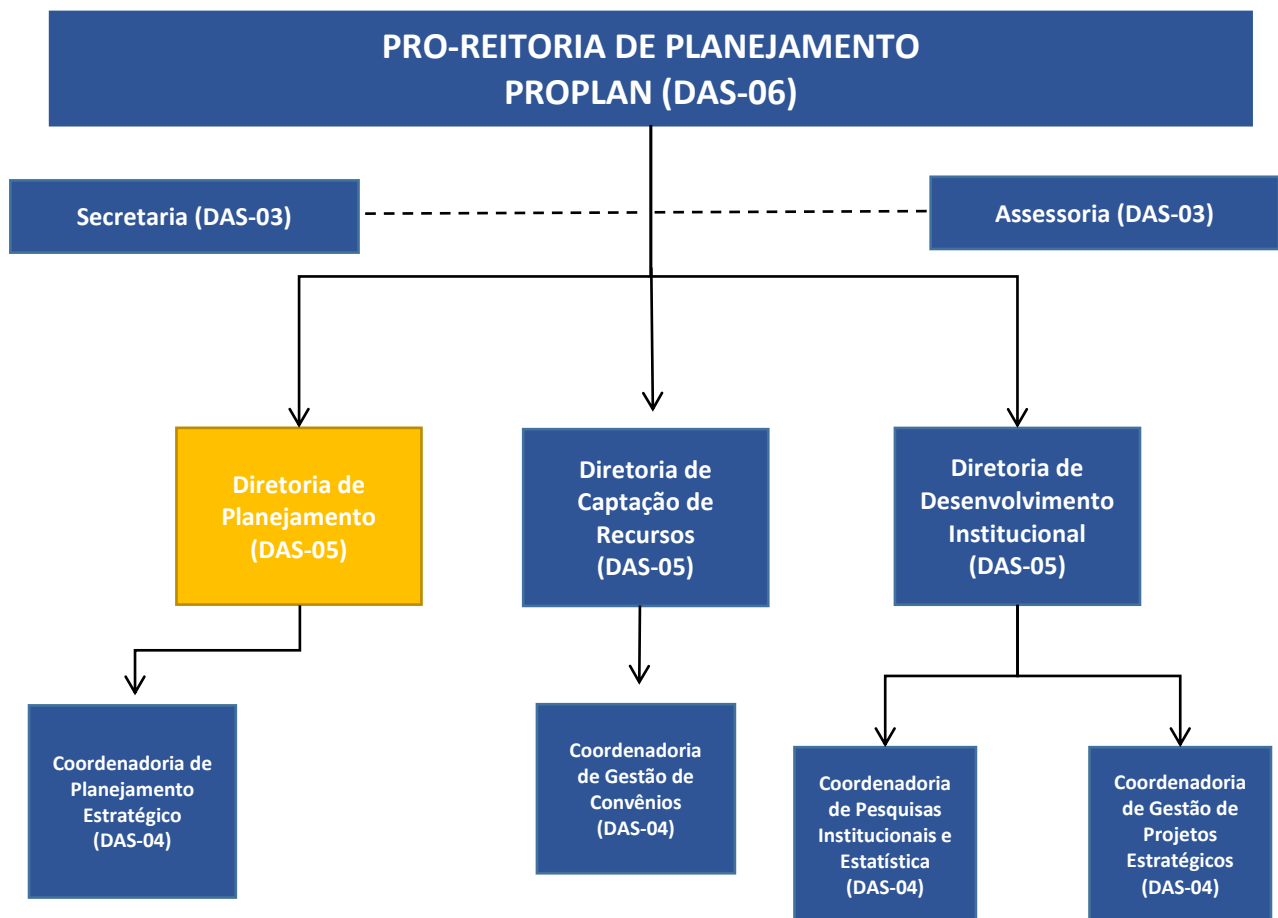 PRO-REITORIA DE PLANEJAMENTO
PROPLAN (DAS-06)
Secretaria (DAS-03)
Assessoria (DAS-03)
Diretoria de
Planejamento
(DAS-05)
Diretoria de
Captação de
Recursos
(DAS-05)
Diretoria de
Desenvolvimento
Institucional
(DAS-05)
Coordenadoria de
Planejamento
Estratégico
(DAS-04)
Coordenadoria
de Gestão de
Convênios
(DAS-04)
Coordenadoria
de Pesquisas
Institucionais e
Estatística
(DAS-04)
Coordenadoria
de Gestão de
Projetos
Estratégicos
(DAS-04)